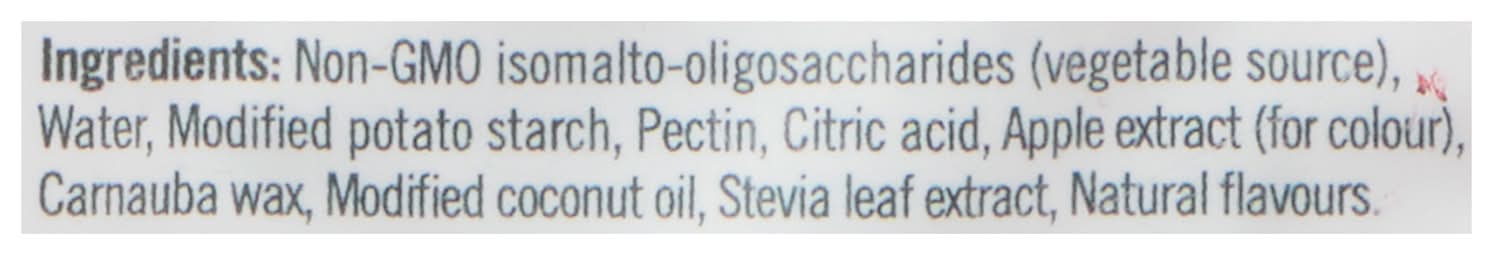 Ingredients: Non-GMO isomalto-oligosaccharides (vegetable source),
Water, Modified potato starch, Pectin, Citric acid, Apple extract (for colour),
Carnauba wax, Modified coconut oil, Stevia leaf extract, Natural flavours.